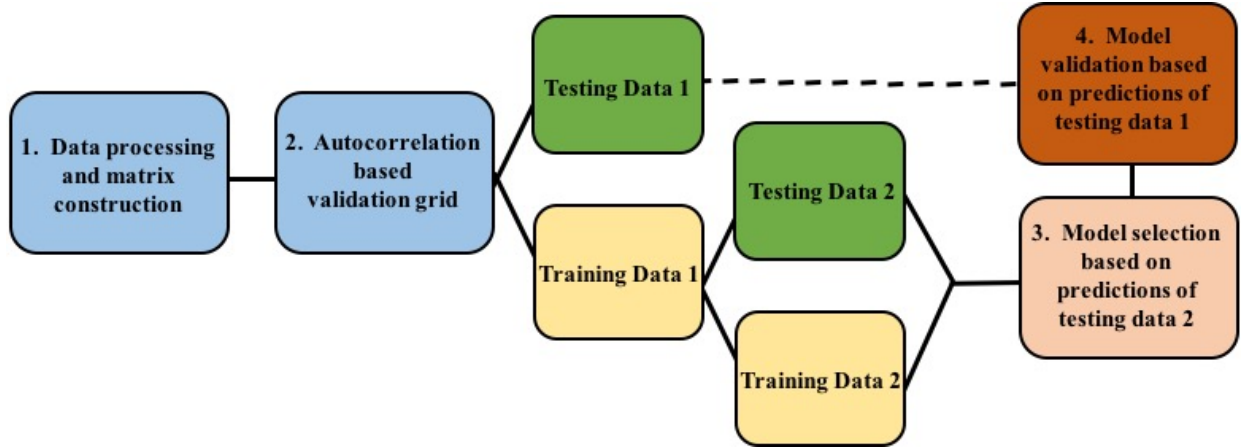 1. Data processing
and matrix
construction
2. Autocorrelation
based
validation grid
Testing Data 1
Training Data 1
Testing Data 2
Training Data 2
4. Model
validation based
on predictions of
testing data 1
3. Model selection
based on
predictions of
testing data 2